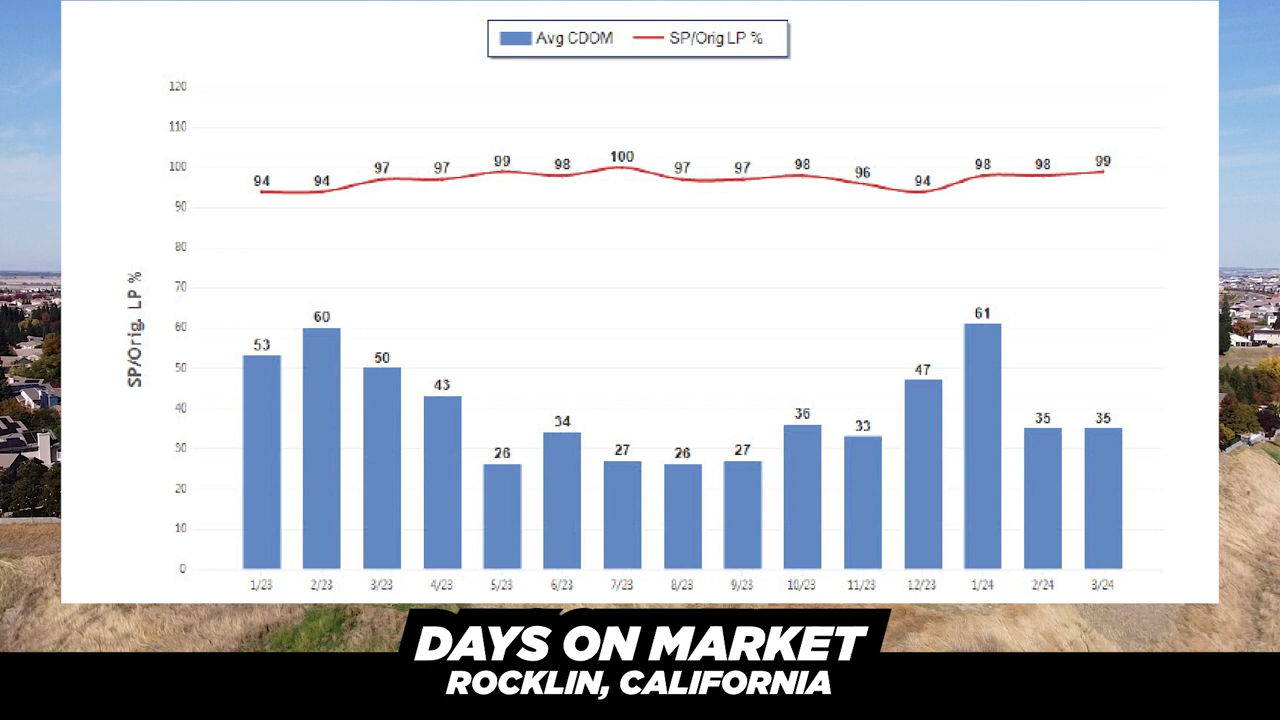 Avg CDOM SP/Orig LP %
120
110
100
90
80
70
60
50
40
30
20
10
0
SP/Orig. LP %
94 94 97 97 99 98 100 97 97 98 96 94 98 98 99
53 60 50 43 26 34 27 26 27 36 33 47 61 35 35
1/23 2/23 3/23 4/23 5/23 6/23 7/23 8/23 9/23 10/23 11/23 12/23 1/24 2/24 3/24
DAYS ON MARKET
ROCKLIN, CALIFORNIA